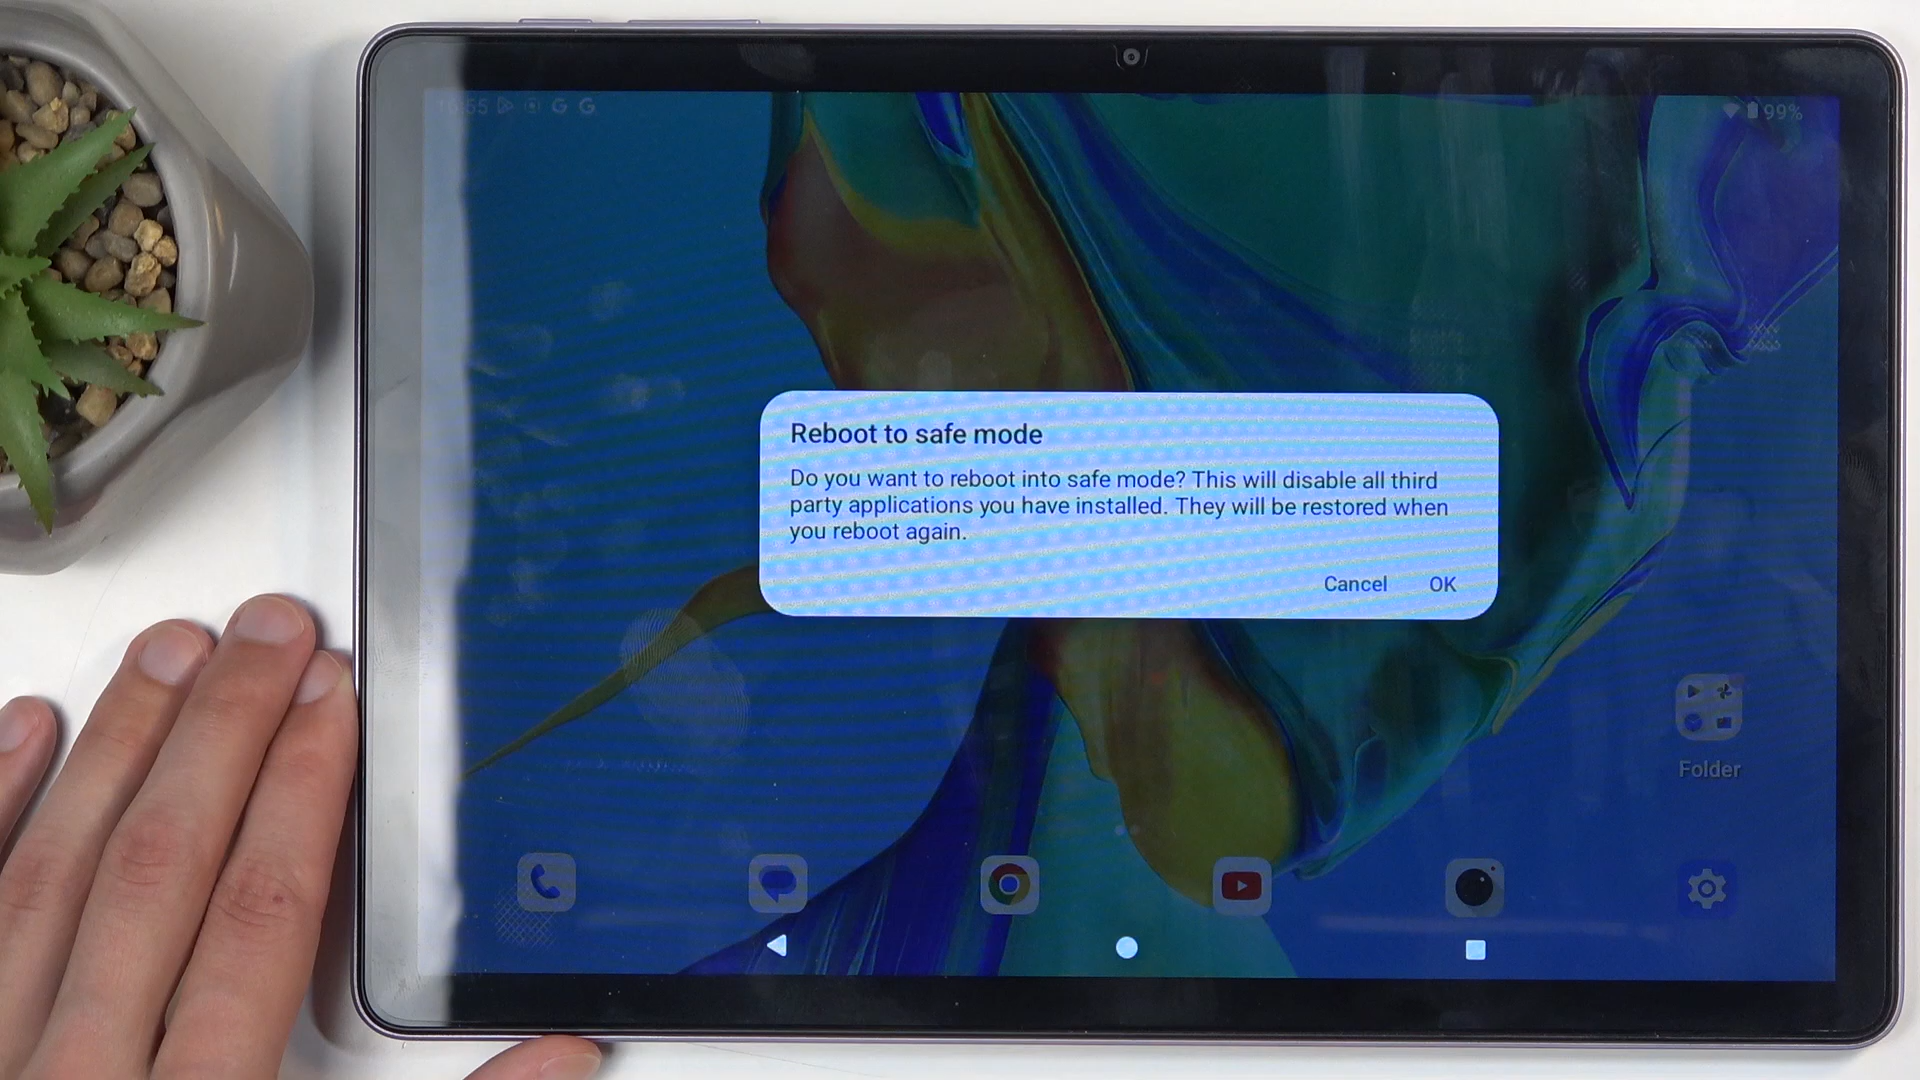 99%
Reboot to safe mode
Do you want to reboot into safe mode? This will disable all third
party applications you have installed. They will be restored when
you reboot again.
Cancel OK
Folder